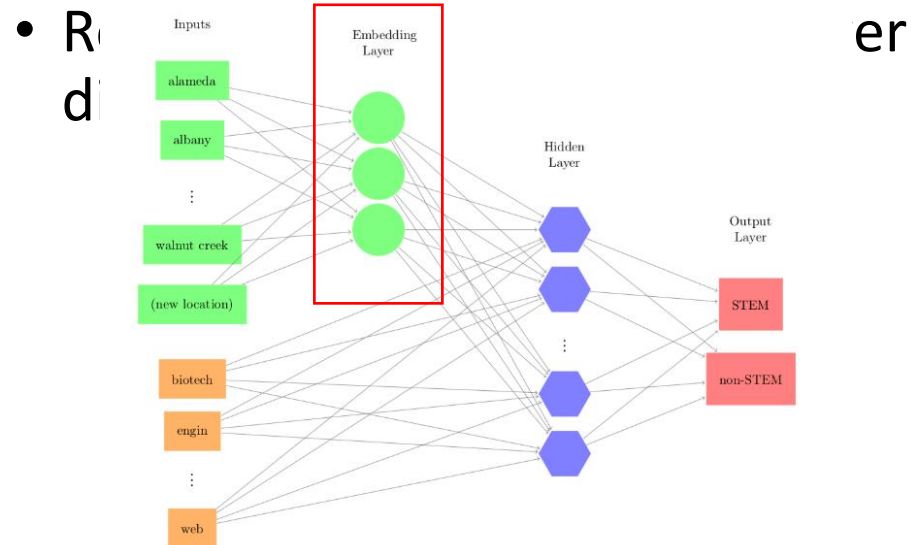 Inputs
Embedding
Layer
alameda
albany
⋮
walnut creek
(new location)
biotech
engin
⋮
web
Hidden
Layer
⋮
Output
Layer
STEM
non-STEM